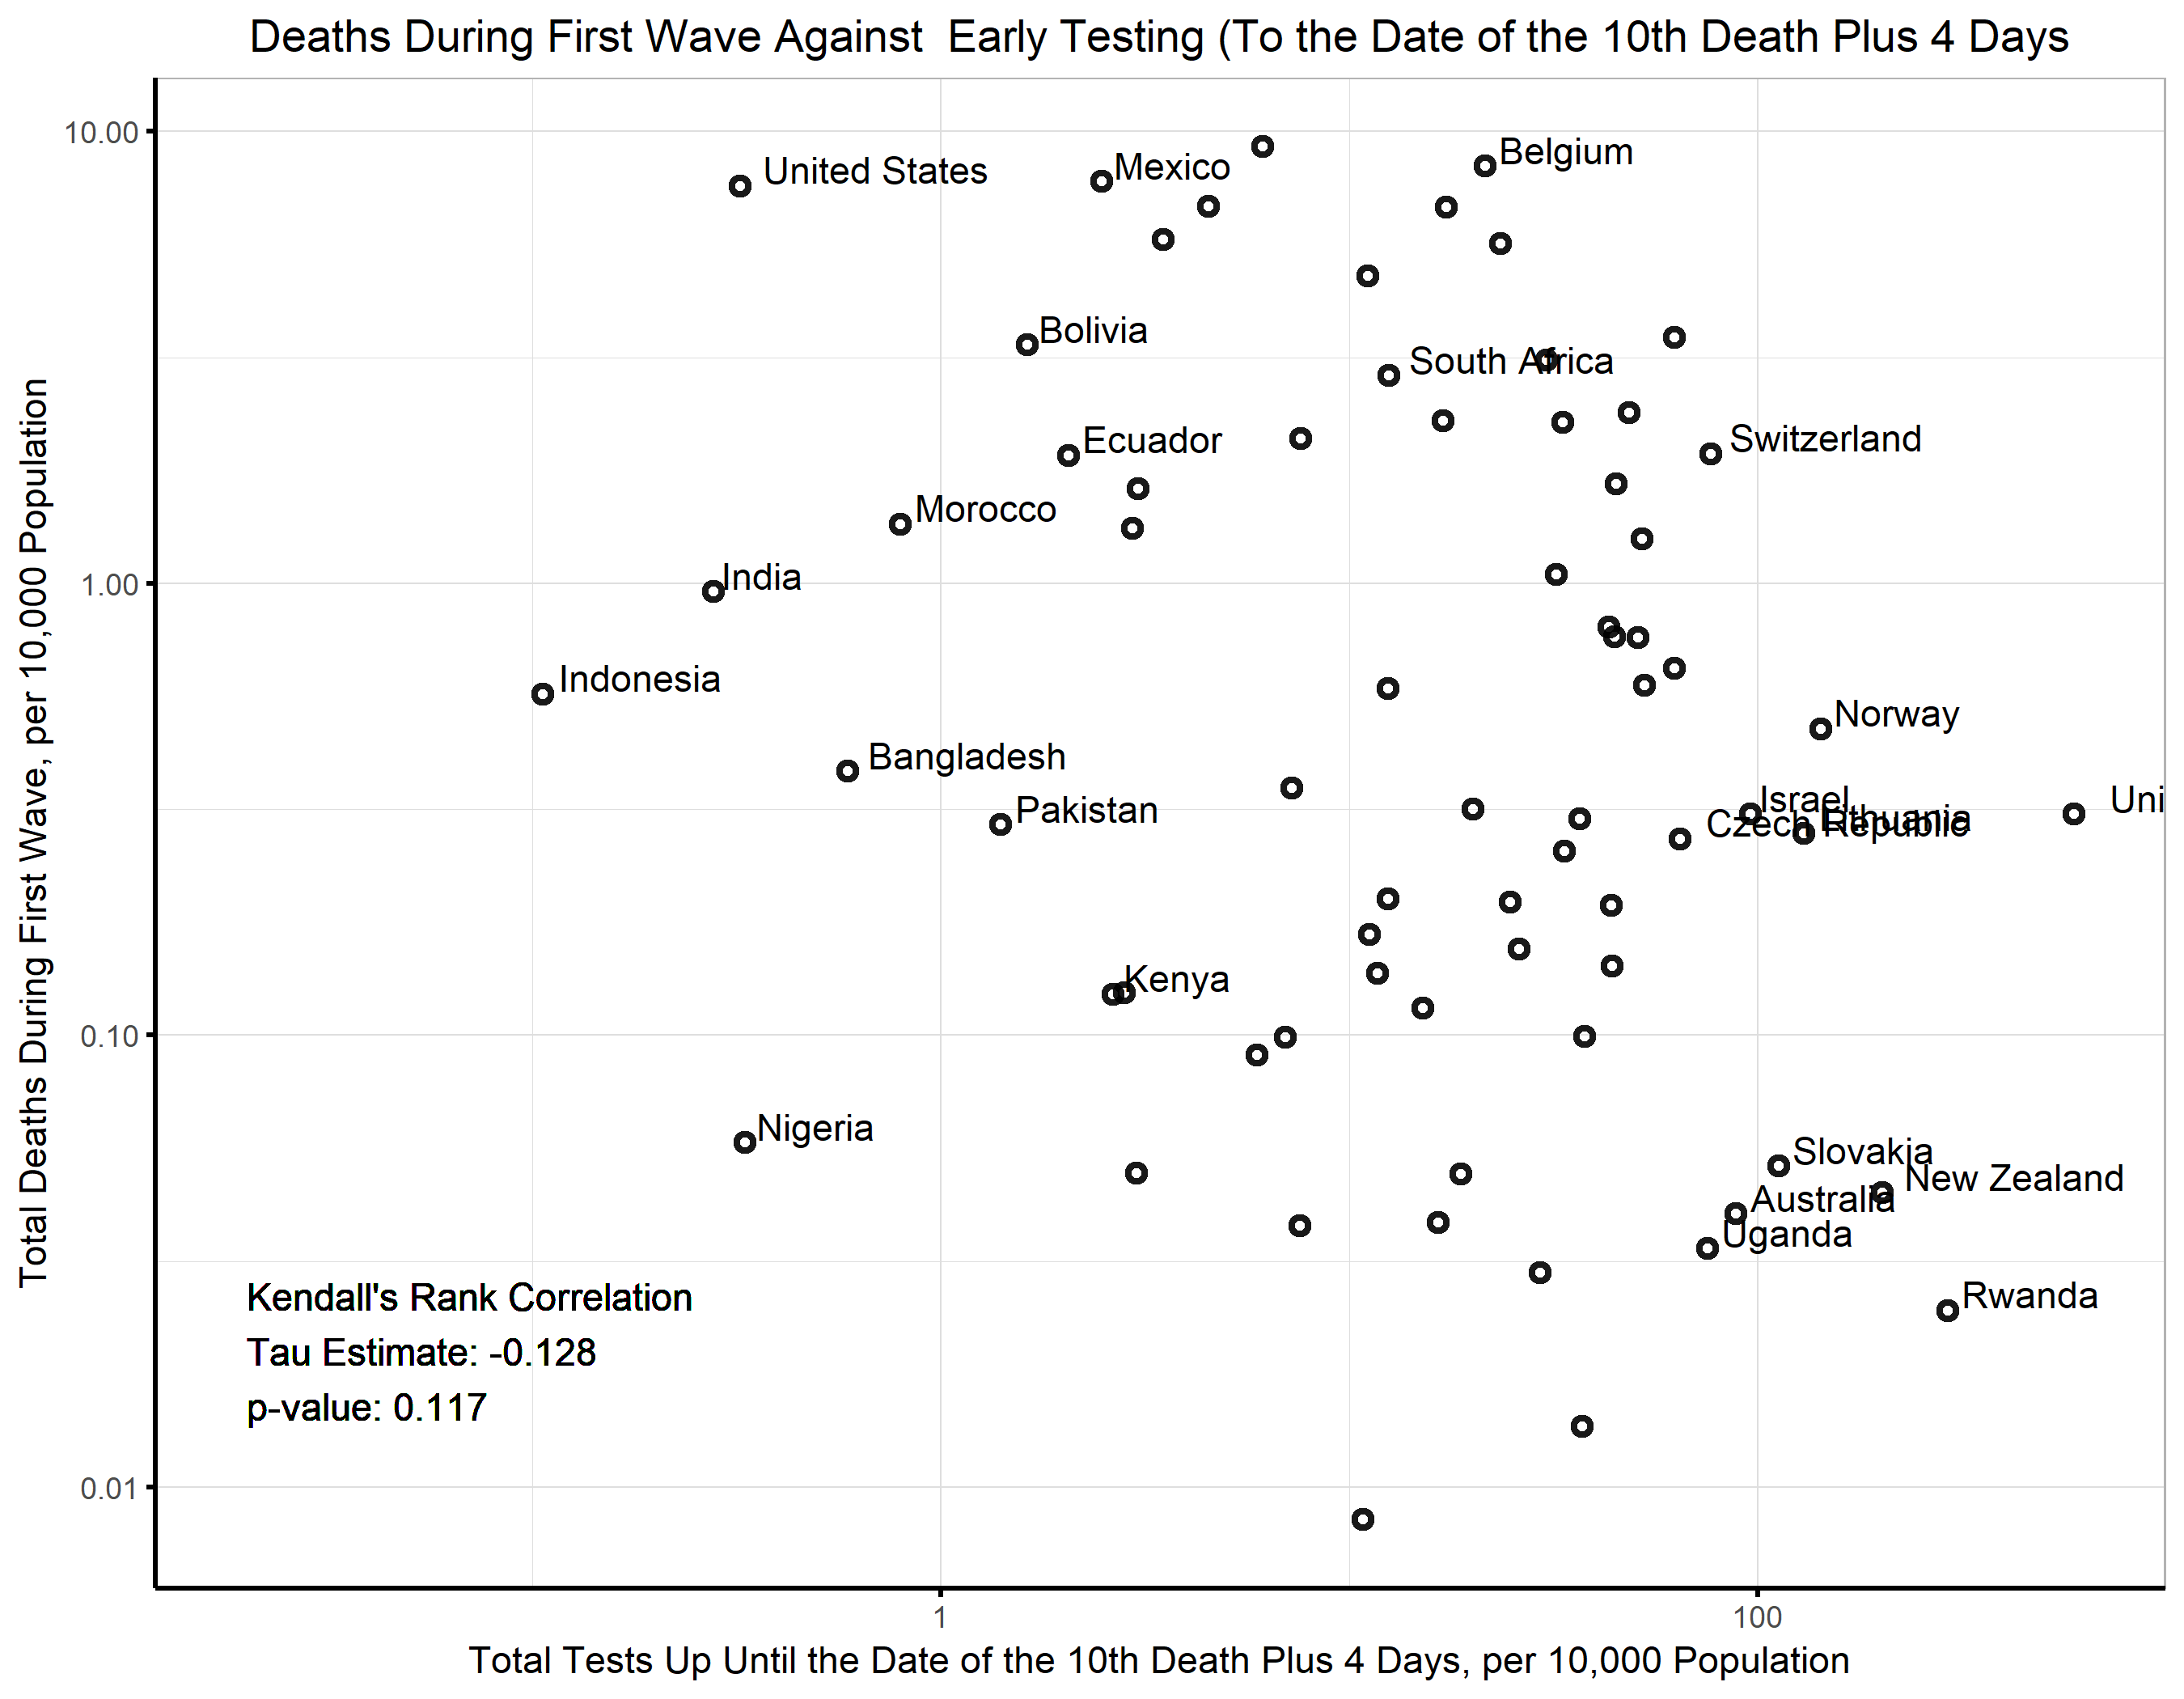 Deaths During First Wave Against  Early Testing (To the Date of the 10th Death Plus 4 Days
10.00
1.00
0.10
0.01
Total Deaths During First Wave, per 10,000 Population
United States
Mexico
Belgium
Bolivia
South Africa
Ecuador
Switzerland
Morocco
India
Indonesia
Norway
Bangladesh
Pakistan
Israel
Uni
Lithuania
Czech Republic
Kenya
Nigeria
Slovakia
New Zealand
Australia
Uganda
Rwanda
Kendall's Rank Correlation
Tau Estimate: -0.128
p-value: 0.117
1
100
Total Tests Up Until the Date of the 10th Death Plus 4 Days, per 10,000 Population